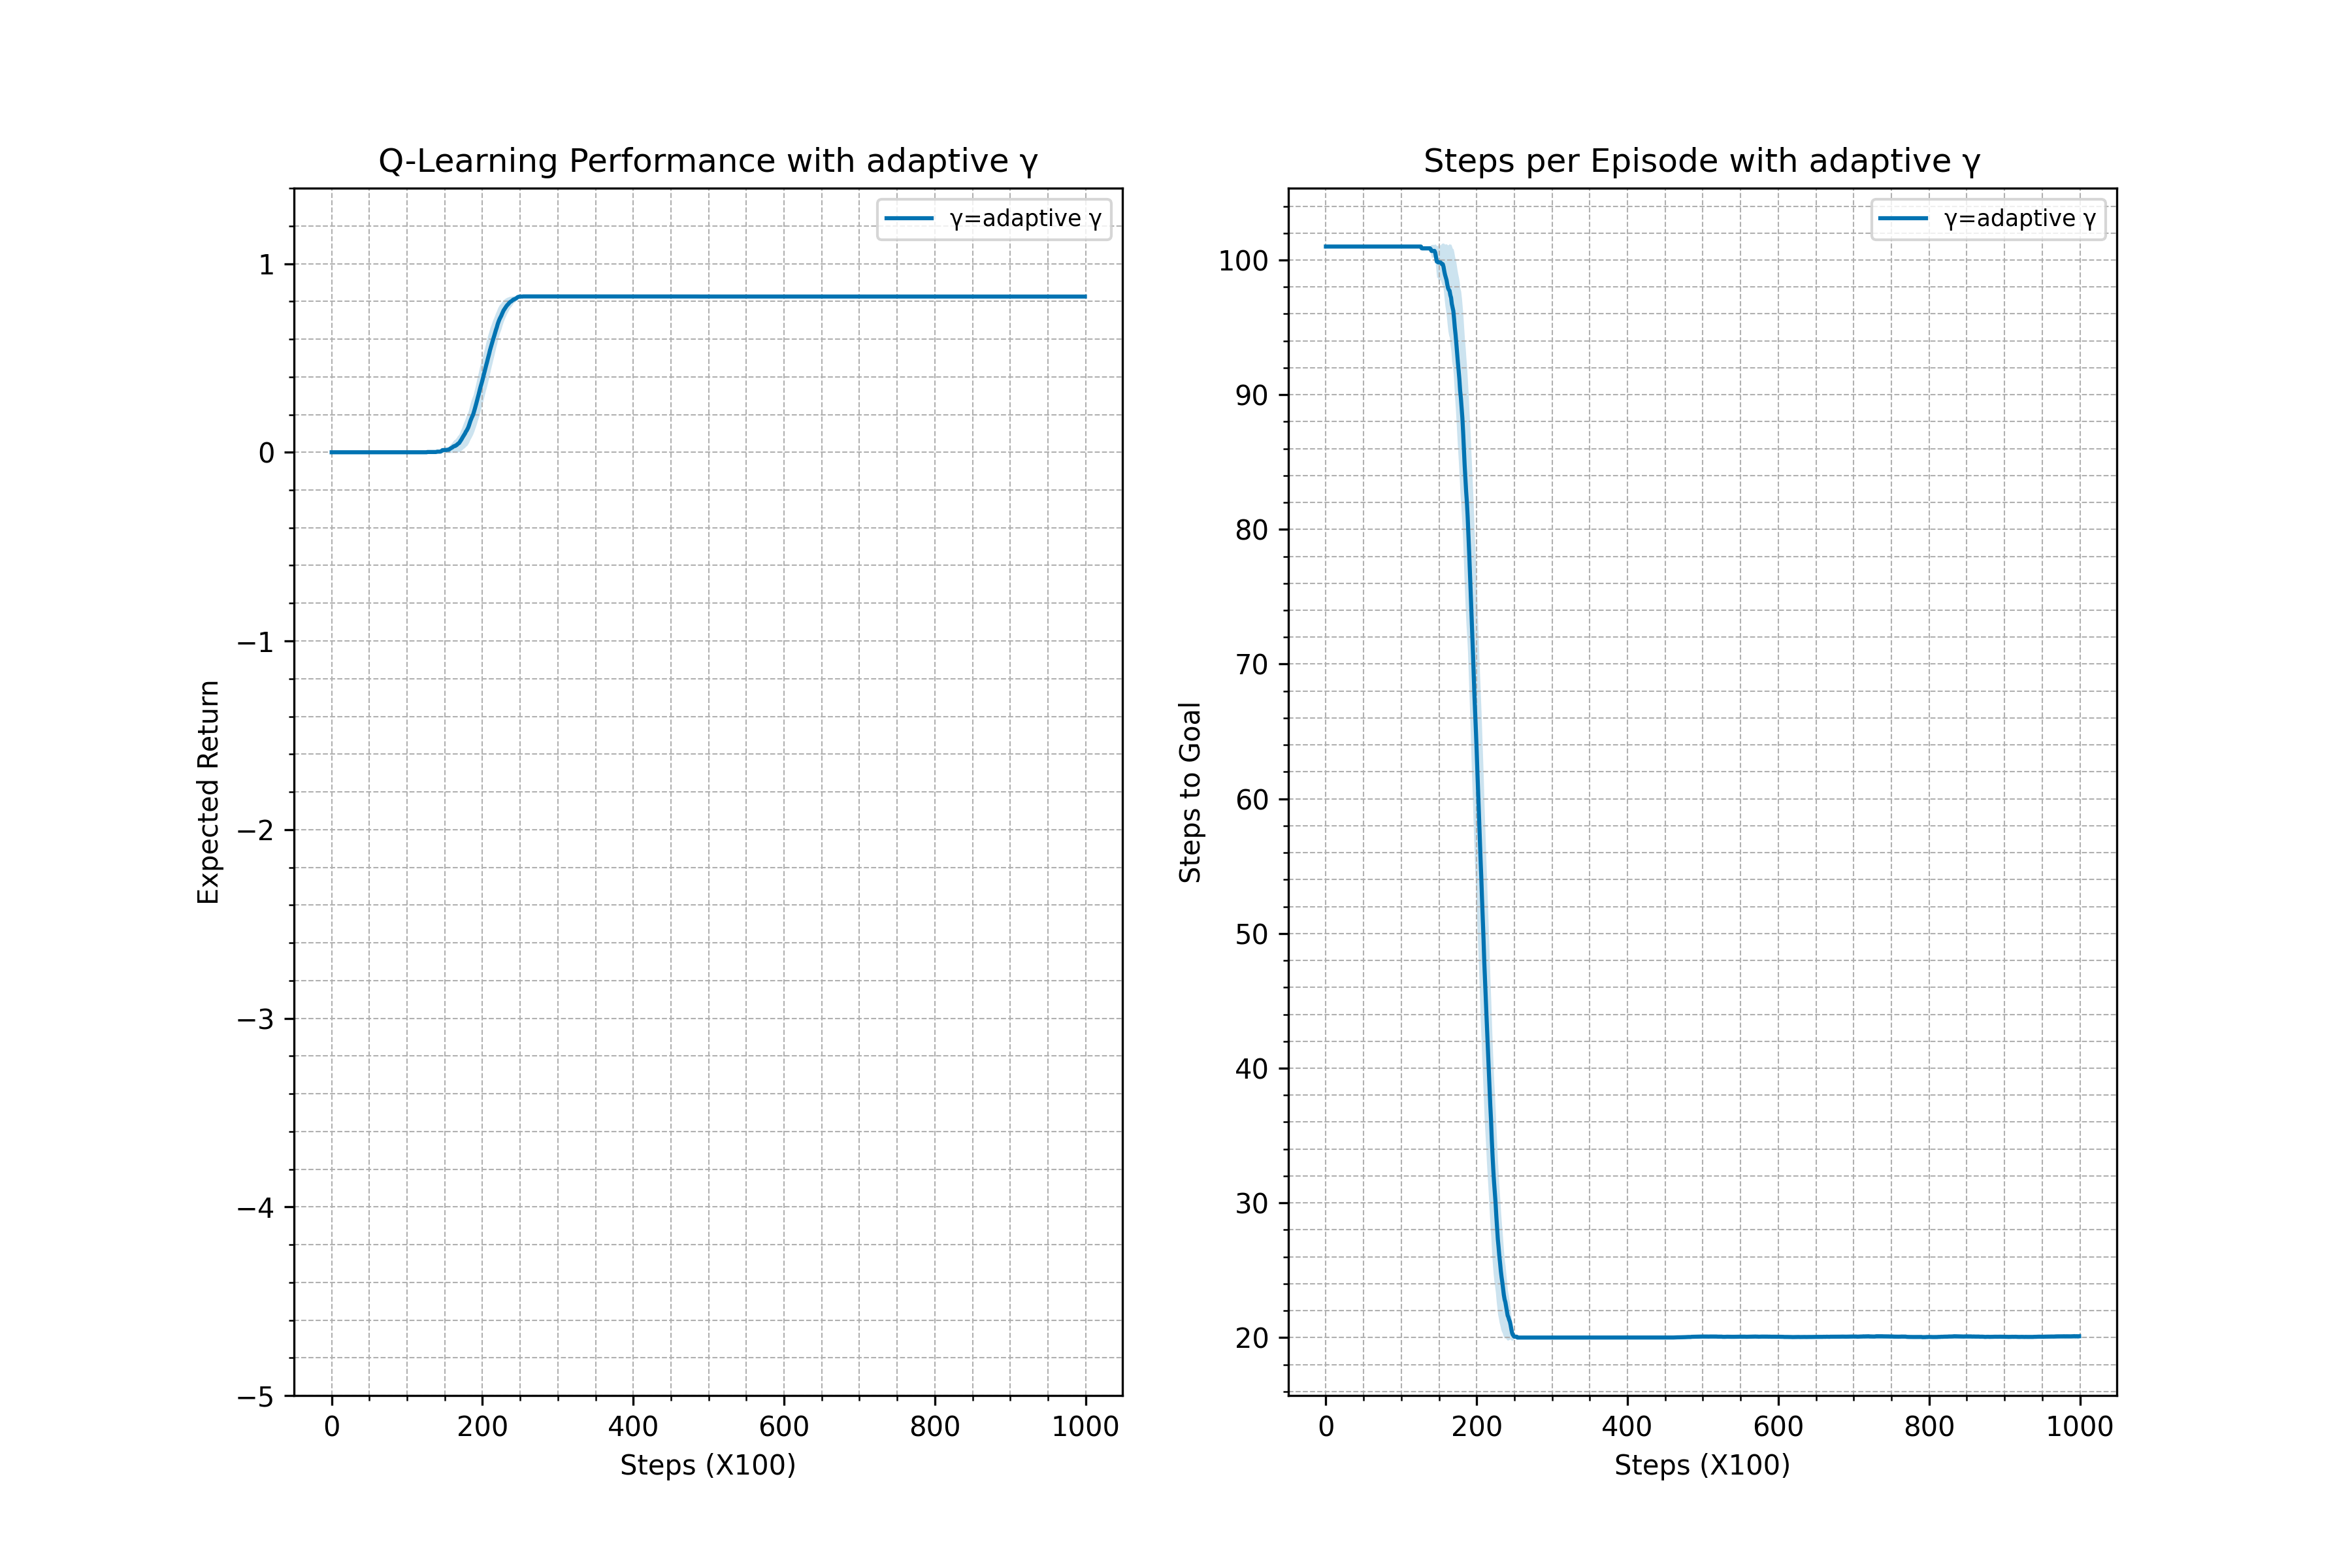 Q-Learning Performance with adaptive γ
γ=adaptive γ
1
0
−1
−2
−3
−4
−5
Expected Return
0 200 400 600 800 1000
Steps (X100)
Steps per Episode with adaptive γ
γ=adaptive γ
100
90
80
70
60
50
40
30
20
Steps to Goal
0 200 400 600 800 1000
Steps (X100)